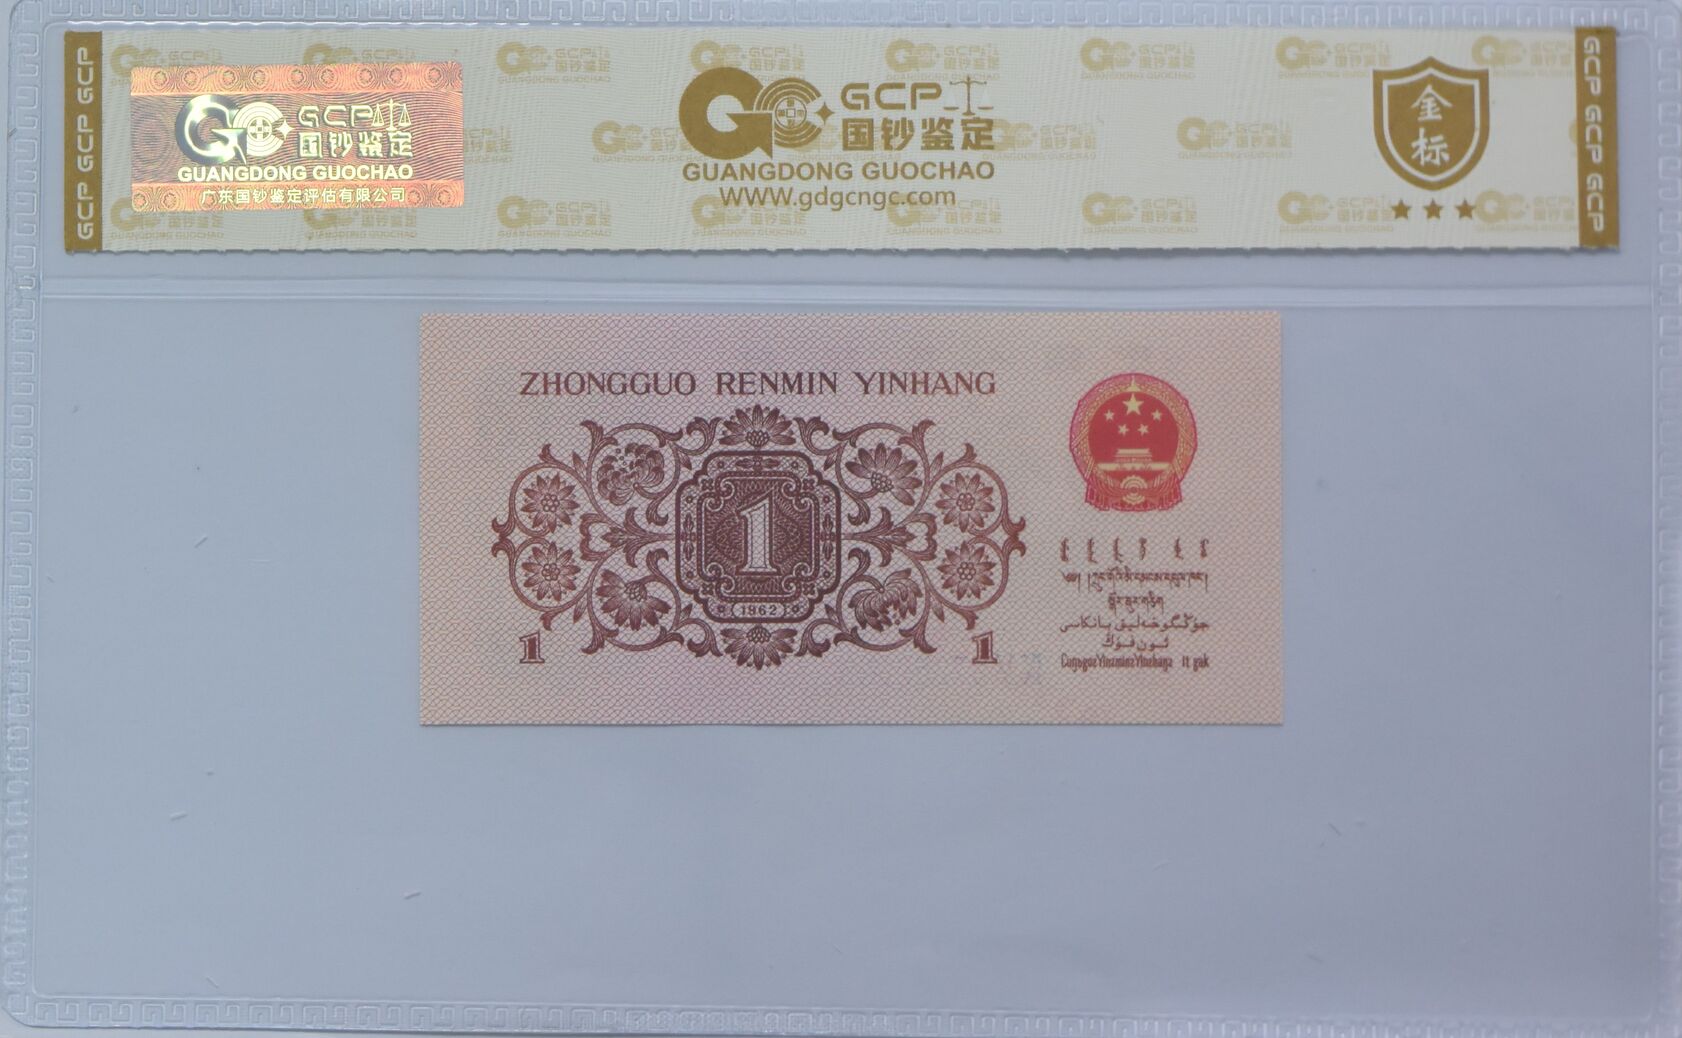 GCP GCP GCP
GCP
国钞鉴定
GUANGDONG GUOCHAO
广东国钞鉴定评估有限公司
GCP
国钞鉴定
GUANGDONG GUOCHAO
WWW.gdgcngc.com
金
标
GCP GCP GCP
ZHONGGUO RENMIN YINHANG
1
1962
1
1
جۇڭگوخەلىق بانكاسى